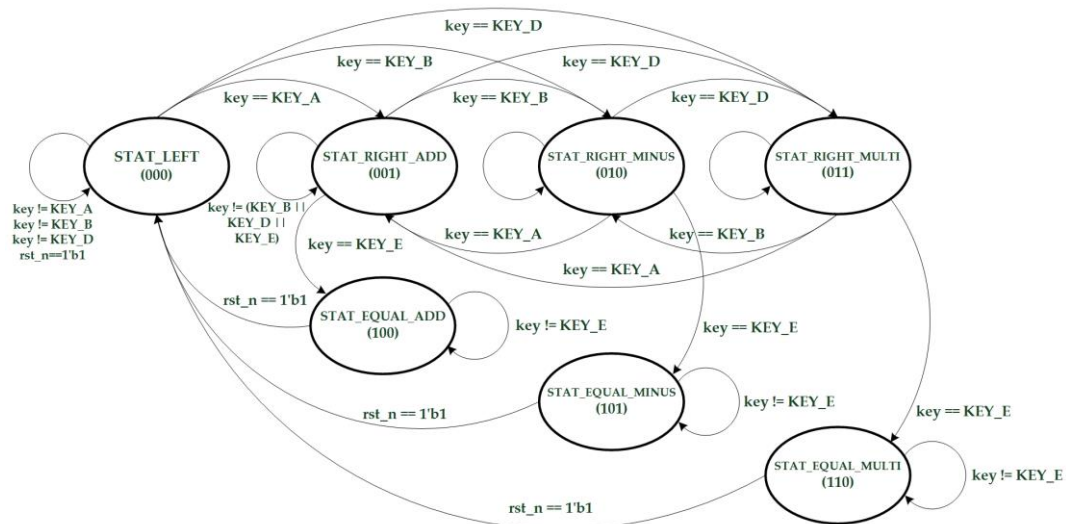 key == KEY_D
key == KEY_B
key == KEY_D
key == KEY_A
key == KEY_B
key == KEY_D
STAT_LEFT
(000)
STAT_RIGHT_ADD
(001)
STAT_RIGHT_MINUS
(010)
STAT_RIGHT_MULTI
(011)
key != KEY_A
key != KEY_B
key != KEY_D
rst_n==1'b1
key != (KEY_B ||
KEY_D ||
KEY_E)
key == KEY_E
key == KEY_A
key == KEY_B
key == KEY_A
rst_n == 1'b1
STAT_EQUAL_ADD
(100)
key != KEY_E
key == KEY_E
STAT_EQUAL_MINUS
(101)
key != KEY_E
rst_n == 1'b1
key == KEY_E
STAT_EQUAL_MULTI
(110)
key != KEY_E
rst_n == 1'b1